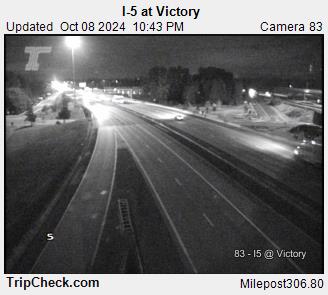 I-5 at Victory
Updated Oct 08 2024 10:43 PM Camera 83
T
S
83 - I5 @ Victory
TripCheck.com Milepost306.80